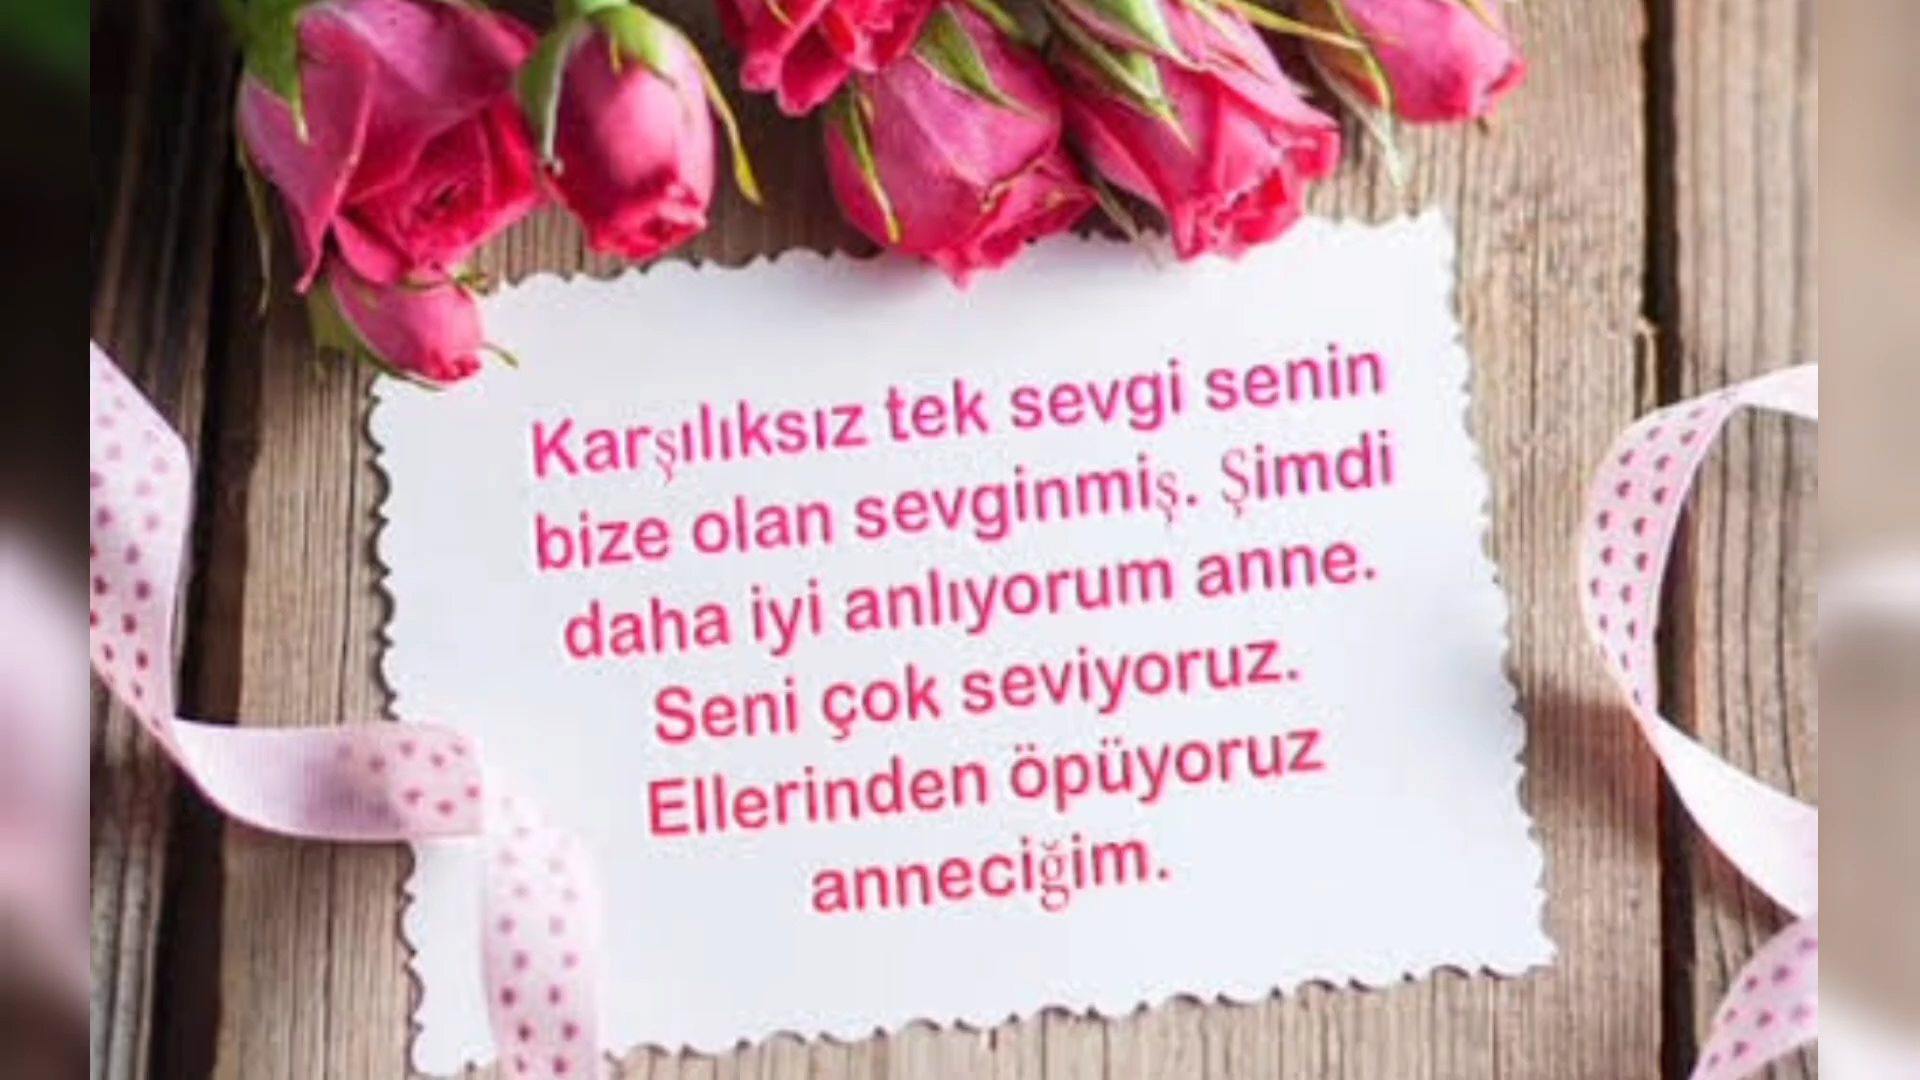 Karşılıksız tek sevgi senin
bize olan sevginmiş. Şimdi
daha iyi anlıyorum anne.
Seni çok seviyoruz.
Ellerinden öpüyoruz
anneciğim.